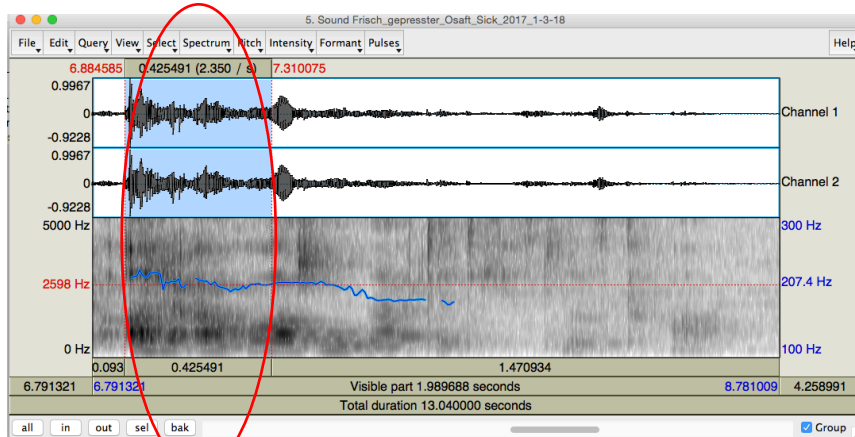 5. Sound Frisch_gepresster_Osaft_Sick_2017_1-3-18
File Edit Query View Select Spectrum Pitch Intensity Formant Pulses Help
6.884585 0.425491 (2.350 / s) 7.310075
0.9967
0 Channel 1
-0.9228
0.9967
0 Channel 2
-0.9228
5000 Hz 300 Hz
2598 Hz 207.4 Hz
0 Hz 100 Hz
0.093 0.425491 1.470934
6.791321 6.791321 Visible part 1.989688 seconds 8.781009 4.258991
Total duration 13.040000 seconds
all in out sel bak Group